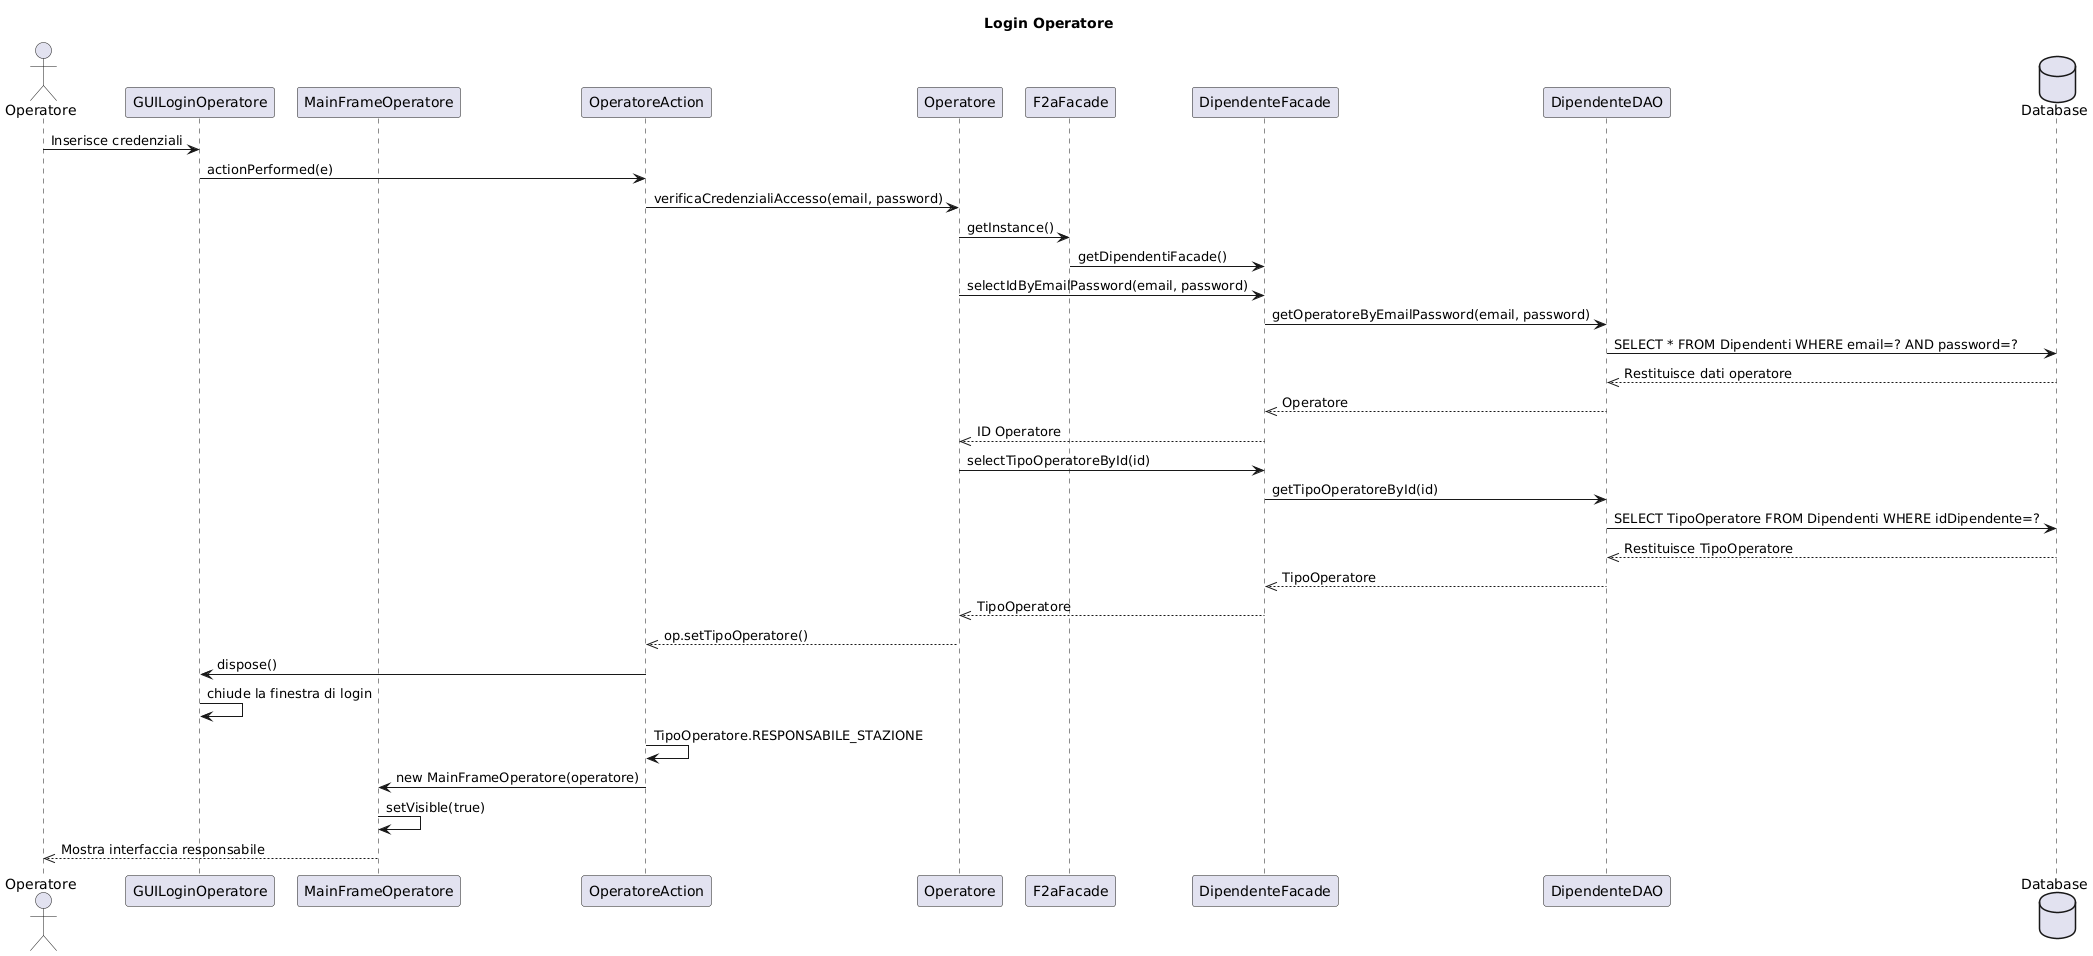 Login Operatore
Operatore
GUILoginOperatore
MainFrameOperatore
OperatoreAction
Operatore
F2aFacade
DipendenteFacade
DipendenteDAO
Database
Inserisce credenziali
actionPerformed(e)
verificaCredenzialiAccesso(email, password)
getInstance()
getDipendentiFacade()
selectIdByEmailPassword(email, password)
getOperatoreByEmailPassword(email, password)
SELECT * FROM Dipendenti WHERE email=? AND password=?
Restituisce dati operatore
Operatore
ID Operatore
selectTipoOperatoreById(id)
getTipoOperatoreById(id)
SELECT TipoOperatore FROM Dipendenti WHERE idDipendente=?
Restituisce TipoOperatore
TipoOperatore
TipoOperatore
op.setTipoOperatore()
dispose()
chiude la finestra di login
TipoOperatore.RESPONSABILE_STAZIONE
new MainFrameOperatore(operatore)
setVisible(true)
Mostra interfaccia responsabile
Operatore
GUILoginOperatore
MainFrameOperatore
OperatoreAction
Operatore
F2aFacade
DipendenteFacade
DipendenteDAO
Database